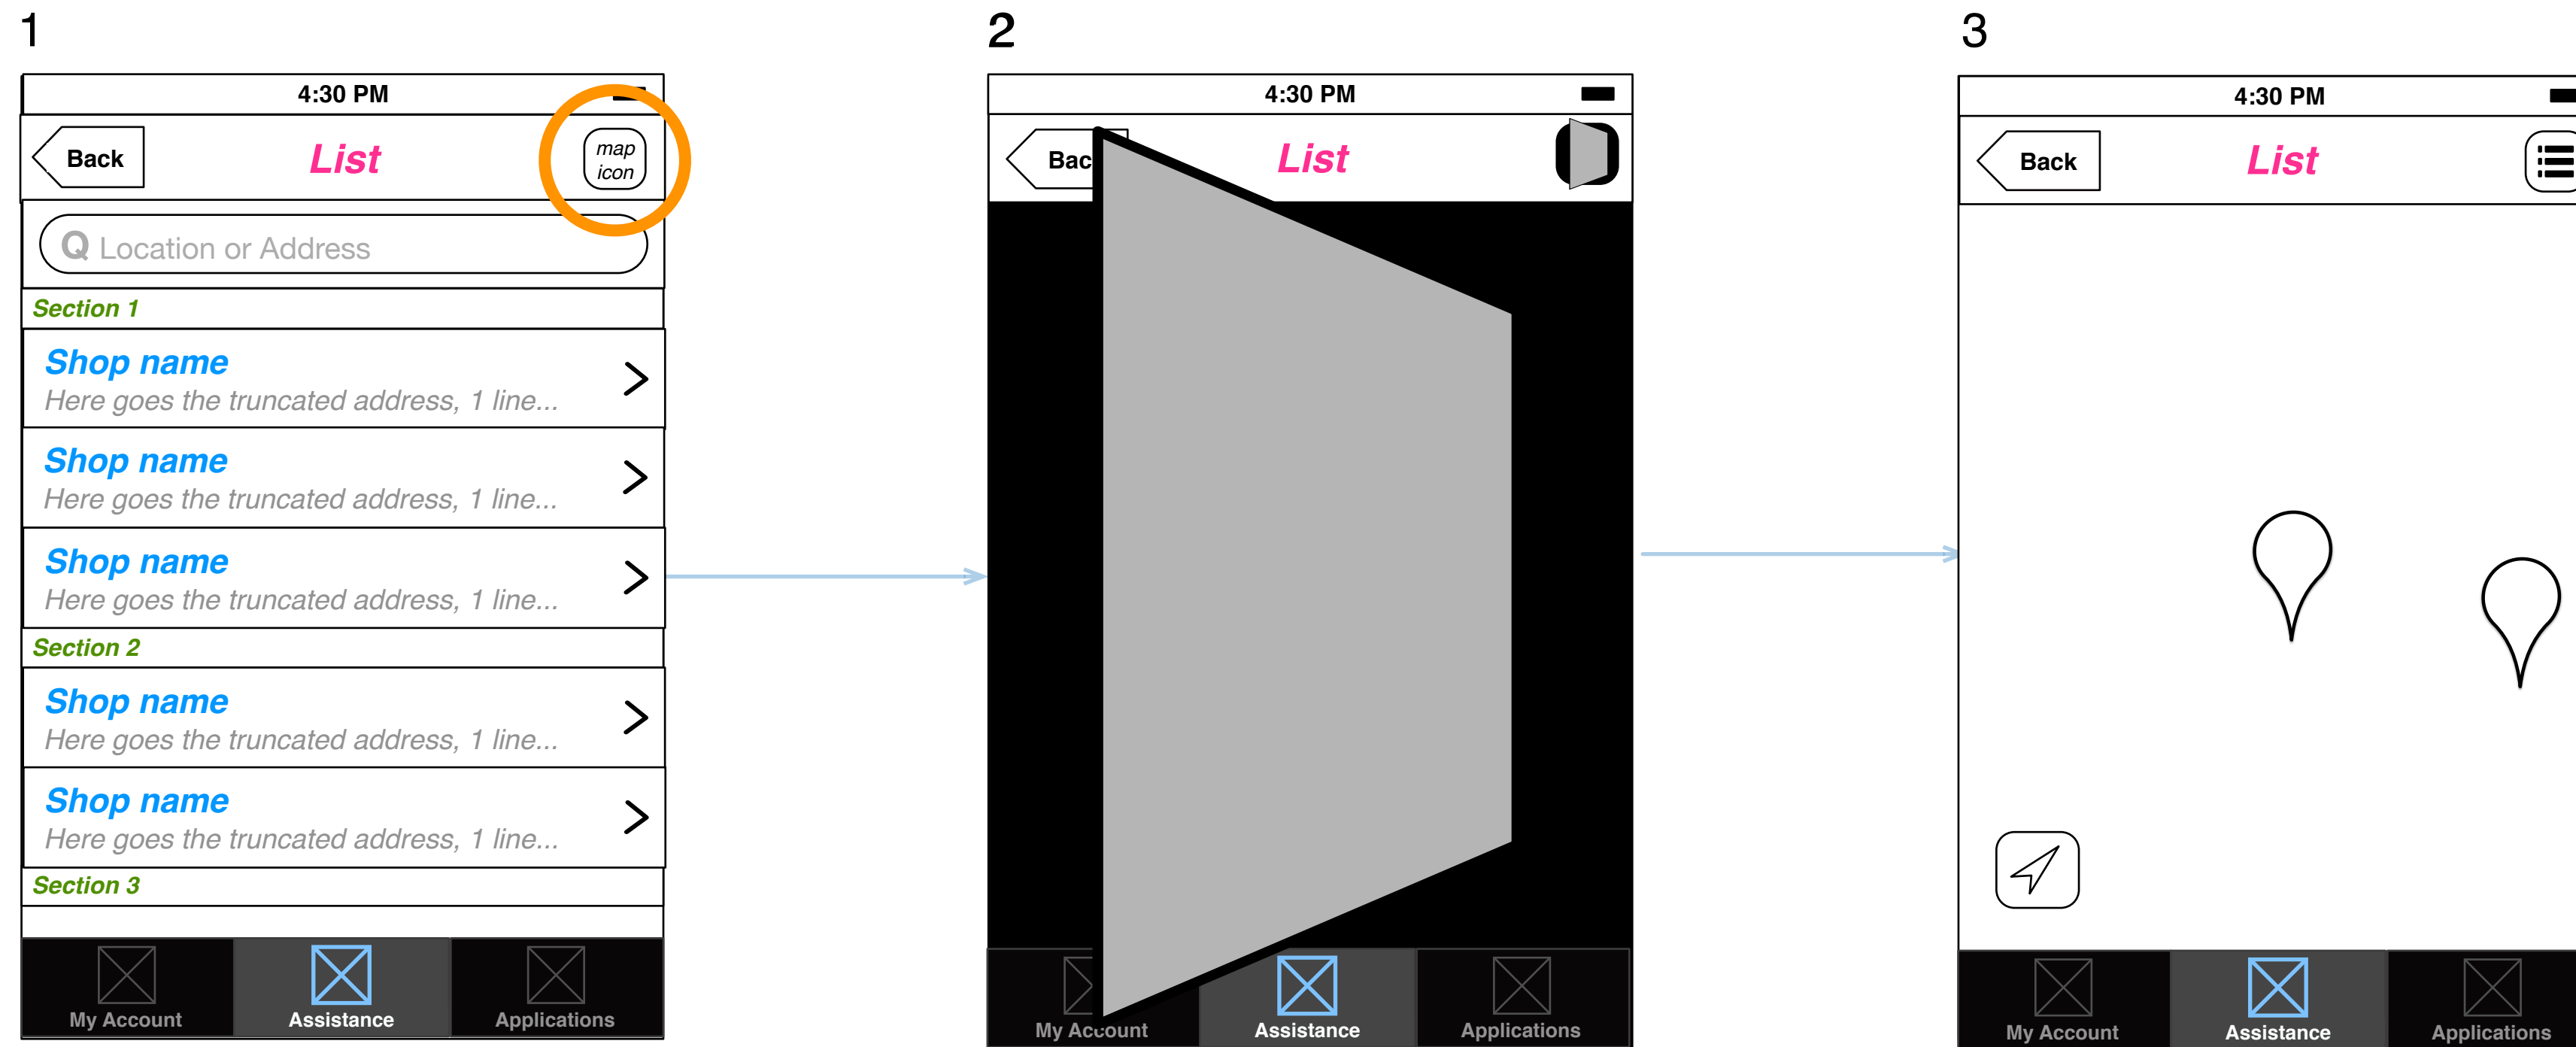 1
4:30 PM
Back
List
map
icon
Q Location or Address
Section 1
Shop name
Here goes the truncated address, 1 line...
Shop name
Here goes the truncated address, 1 line...
Shop name
Here goes the truncated address, 1 line...
Section 2
Shop name
Here goes the truncated address, 1 line...
Shop name
Here goes the truncated address, 1 line...
Section 3
My Account
Assistance
Applications
2
4:30 PM
Bac
List
My Account
Assistance
Applications
3
4:30 PM
Back
List
My Account
Assistance
Applications